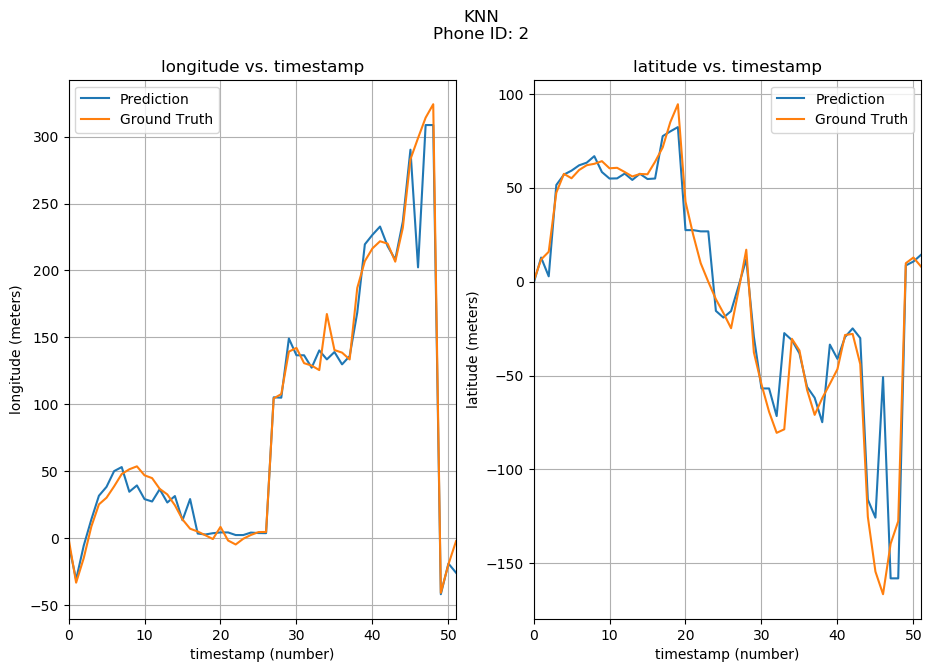 KNN
Phone ID: 2
longitude vs. timestamp
Prediction
Ground Truth
longitude (meters)
300
250
200
150
100
50
0
−50
0 10 20 30 40 50
timestamp (number)
latitude vs. timestamp
Prediction
Ground Truth
latitude (meters)
100
50
0
−50
−100
−150
0 10 20 30 40 50
timestamp (number)